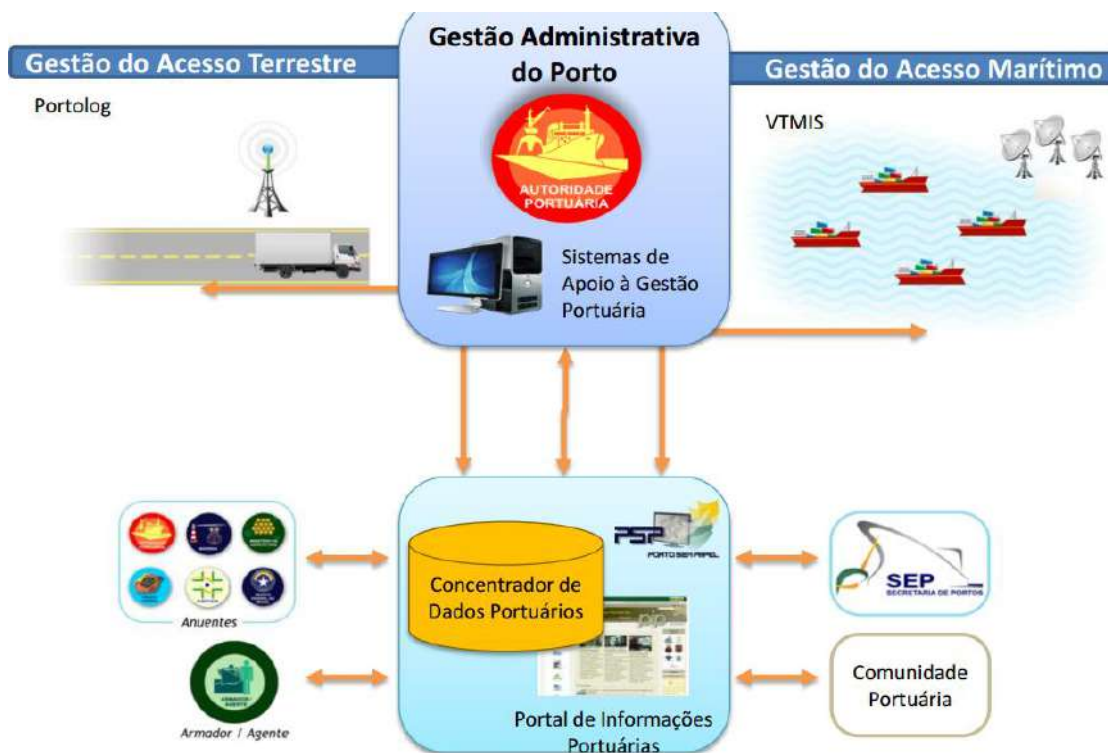 Gestão Administrativa
do Porto
Gestão do Acesso Terrestre
Gestão do Acesso Marítimo
Portolog
VTMIS
AUTORIDADE
PORTUÁRIA
Sistemas de
Apoio à Gestão
Portuária
PSP
PORTO SEM PAPEL
Concentrador de
Dados Portuários
Anuentes
SEP
SECRETARIA DE PORTOS
Armador / Agente
Comunidade
Portuária
Portal de Informações
Portuárias